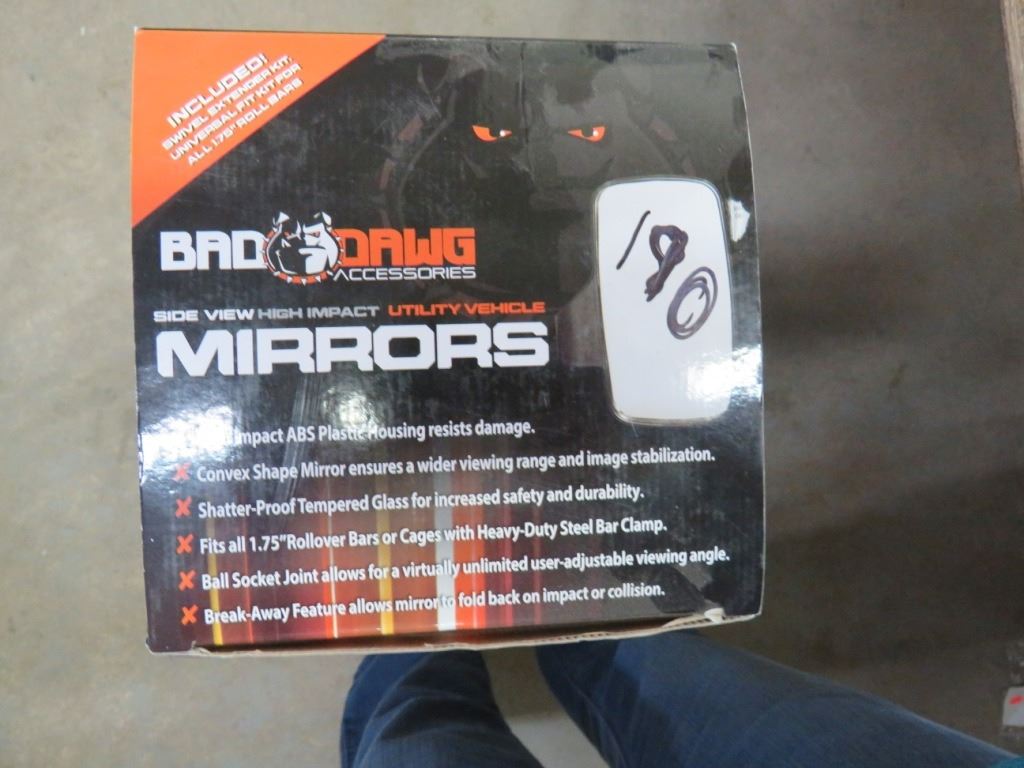 INCLUDED!
SWIVEL EXTENDER KIT,
UNIVERSAL FIT KIT FOR
ALL 1.75" ROLL BARS
BAD DAWG
ACCESSORIES
SIDE VIEW HIGH IMPACT UTILITY VEHICLE
MIRRORS
180
Impact ABS Plastic Housing resists damage.
Convex Shape Mirror ensures a wider viewing range and image stabilization.
Shatter-Proof Tempered Glass for increased safety and durability.
Fits all 1.75" Rollover Bars or Cages with Heavy-Duty Steel Bar Clamp.
Ball Socket Joint allows for a virtually unlimited user-adjustable viewing angle.
Break-Away Feature allows mirror to fold back on impact or collision.